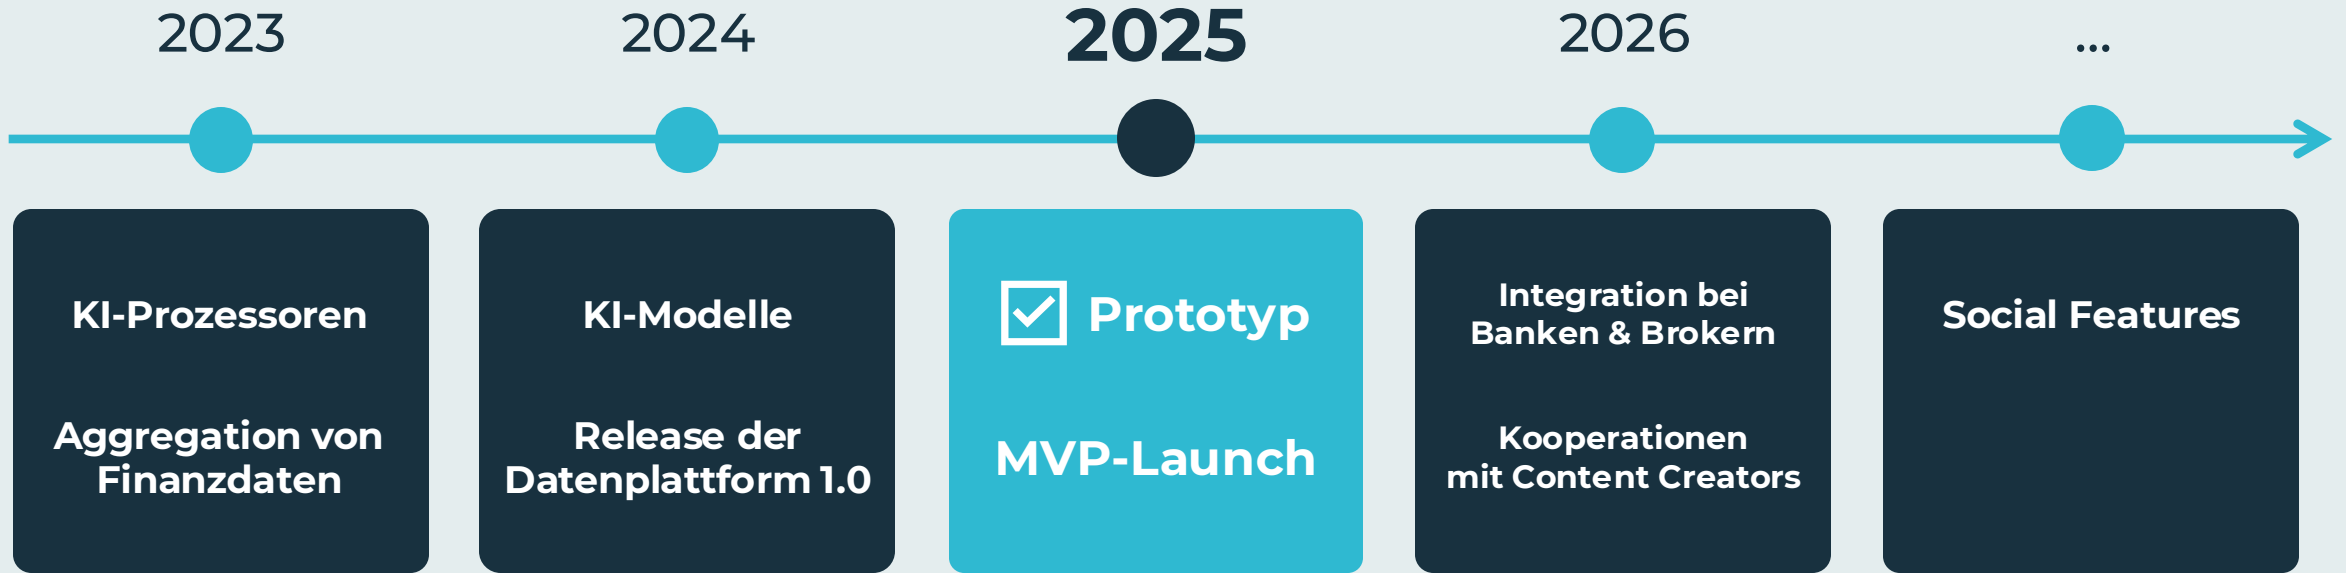 2023
2024
2025
2026
...
KI-Prozessoren
Aggregation von
Finanzdaten
KI-Modelle
Release der
Datenplattform 1.0
Prototyp
MVP-Launch
Integration bei
Banken & Brokern
Kooperationen
mit Content Creators
Social Features